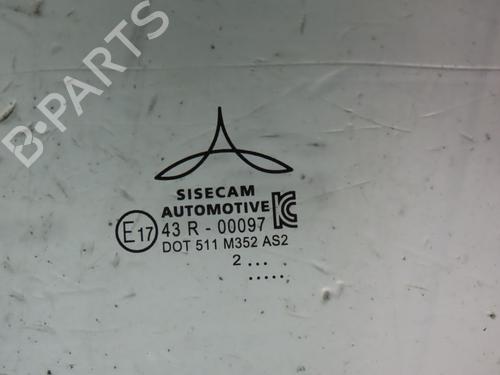 B-PARTS
SISECAM
AUTOMOTIVE
E17 43 R - 00097
DOT 511 M352 AS2
2 ...
.....